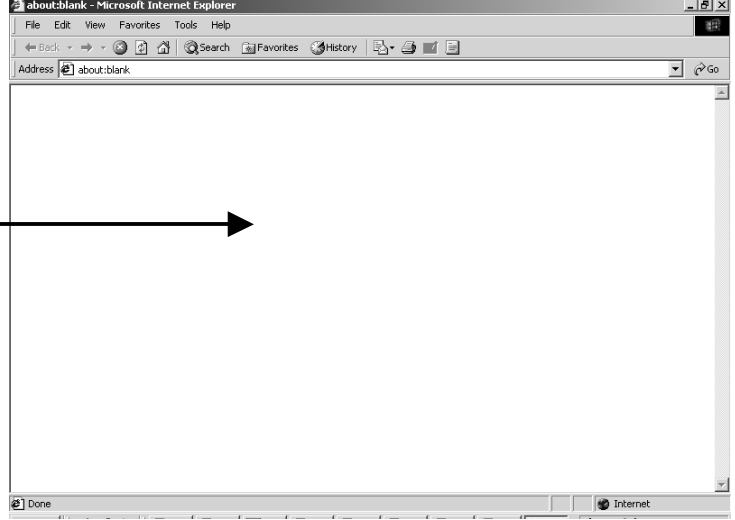 about:blank - Microsoft Internet Explorer
File Edit View Favorites Tools Help
Back Search Favorites History
Address about:blank Go
Done Internet